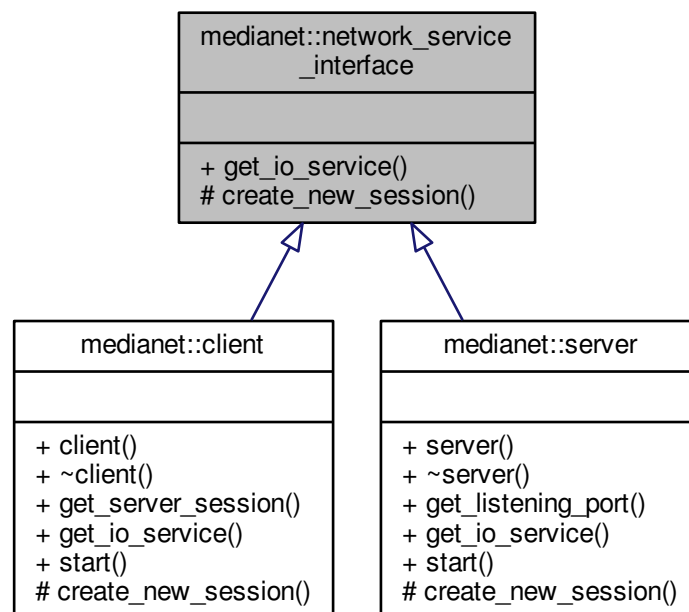 medianet::network_service
_interface
+ get_io_service()
# create_new_session()
medianet::client
+ client()
+ ~client()
+ get_server_session()
+ get_io_service()
+ start()
# create_new_session()
medianet::server
+ server()
+ ~server()
+ get_listening_port()
+ get_io_service()
+ start()
# create_new_session()